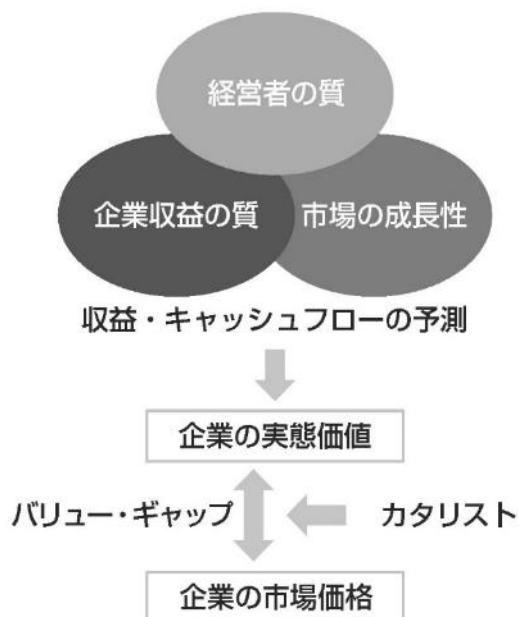 経営者の質
企業収益の質
市場の成長性
収益・キャッシュフローの予測
企業の実態価値
バリュー・ギャップ
カタリスト
企業の市場価格